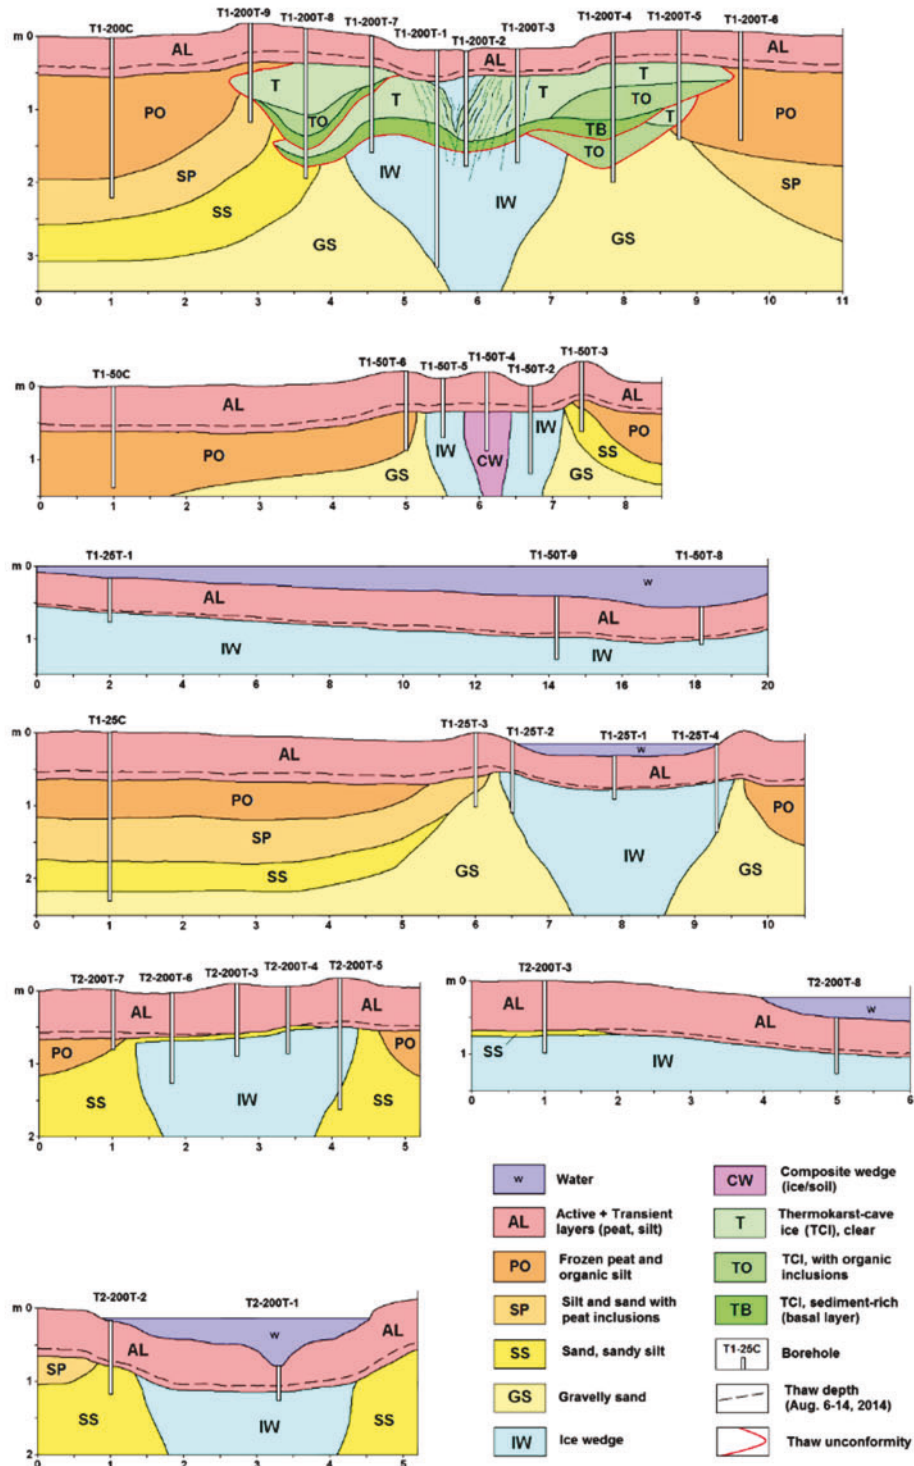 T1-200C T1-200T-9 T1-200T-8 T1-200T-7 T1-200T-1 T1-200T-2 T1-200T-3 T1-200T-4 T1-200T-5 T1-200T-6
m 0 AL AL AL
T T T T
PO TO TO PO
1 T
TB
TO
SP IW SP
2 IW
SS
GS GS
3
0 1 2 3 4 5 6 7 8 9 10 11
T1-50C T1-50T-6 T1-50T-5 T1-50T-4 T1-50T-2 T1-50T-3
m 0 AL AL
PO
IW IW
PO CW SS
1 GS GS
0 1 2 3 4 5 6 7 8
T1-25T-1 T1-50T-9 T1-50T-8
m 0 w
AL AL
1 IW IW
0 2 4 6 8 10 12 14 16 18 20
T1-25C T1-25T-3 T1-25T-2 T1-25T-1 T1-25T-4
m 0 w
AL AL
PO PO
1
SP IW
SS GS GS
2
0 1 2 3 4 5 6 7 8 9 10
T2-200T-7 T2-200T-6 T2-200T-3 T2-200T-4 T2-200T-5
m 0 AL AL
PO PO
1
SS IW SS
2
0 1 2 3 4 5
T2-200T-3 T2-200T-8
m 0 w
AL AL
1 SS IW
0 1 2 3 4 5 6
T2-200T-2 T2-200T-1
m 0 w
AL AL
SP
1
SS IW SS
2
0 1 2 3 4 5
w Water
AL Active + Transient
layers (peat, silt)
PO Frozen peat and
organic silt
SP Silt and sand with
peat inclusions
SS Sand, sandy silt
GS Gravelly sand
IW Ice wedge
CW Composite wedge
(ice/soil)
T Thermokarst-cave
ice (TCI), clear
TO TCI, with organic
inclusions
TB TCI, sediment-rich
(basal layer)
T1-25C Borehole
Thaw depth
(Aug. 6-14, 2014)
Thaw unconformity